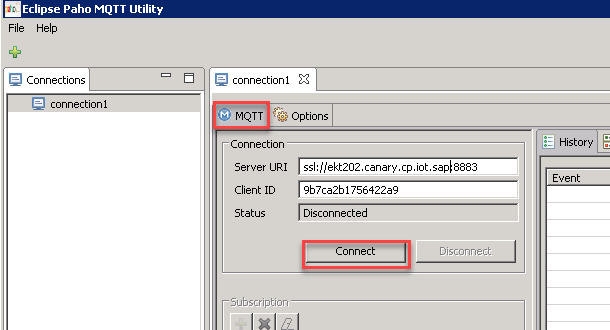 Eclipse Paho MQTT Utility
File Help
Connections
connection1
connection1
MQTT Options
Connection
Server URI ssl://ekt202.canary.cp.iot.sap:8883
Client ID 9b7ca2b1756422a9
Status Disconnected
Connect Disconnect
Subscription
History
Event